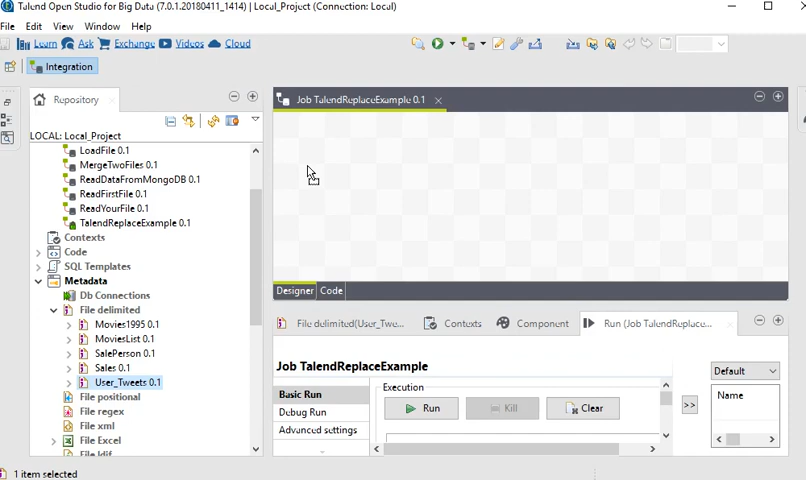 Talend Open Studio for Big Data (7.0.1.20180411_1414) | Local_Project (Connection: Local)
File Edit View Window Help
Learn Ask Exchange Videos Cloud
Integration
Repository
LOCAL: Local_Project
LoadFile 0.1
MergeTwoFiles 0.1
ReadDataFromMongoDB 0.1
ReadFirstFile 0.1
ReadYourFile 0.1
TalendReplaceExample 0.1
Contexts
Code
SQL Templates
Metadata
Db Connections
File delimited
Movies1995 0.1
MoviesList 0.1
SalePerson 0.1
Sales 0.1
User_Tweets 0.1
File positional
File regex
File xml
File Excel
File ldif
1 item selected
Job TalendReplaceExample 0.1
Designer Code
File delimited(User_Twe... Contexts Component Run (Job TalendReplace...
Job TalendReplaceExample
Basic Run
Debug Run
Advanced settings
Execution
Run Kill Clear
>>
Default
Name